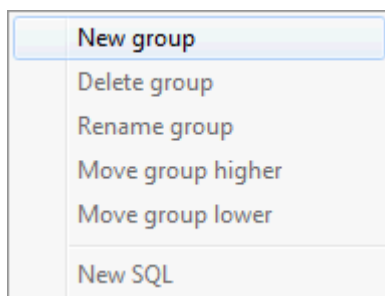 New group
Delete group
Rename group
Move group higher
Move group lower
New SQL